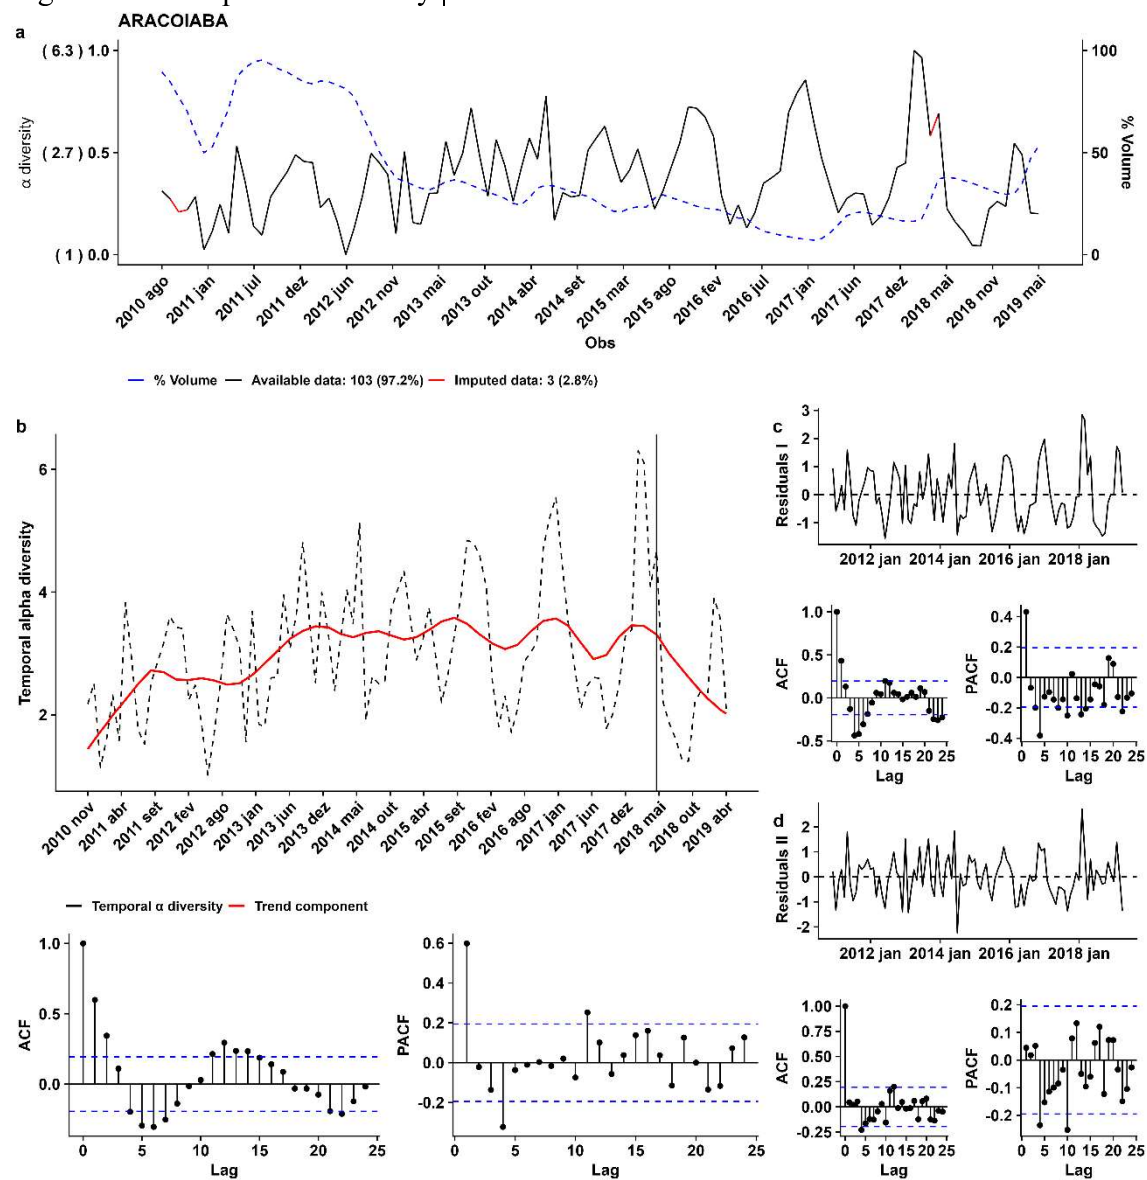 ARACOIABA
a
( 6.3 ) 1.0
( 2.7 ) 0.5
( 1 ) 0.0
α diversity
100
50
0
% Volume
2010 ago 2011 jan 2011 jul 2011 dez 2012 jun 2012 nov 2013 mai 2013 out 2014 abr 2014 set 2015 mar 2015 ago 2016 fev 2016 jul 2017 jan 2017 jun 2017 dez 2018 mai 2018 nov 2019 mai
Obs
% Volume Available data: 103 (97.2%) Imputed data: 3 (2.8%)
b
6
4
2
Temporal alpha diversity
2010 nov 2011 abr 2011 set 2012 fev 2012 ago 2013 jan 2013 jul 2013 dez 2014 mai 2014 out 2015 abr 2015 set 2016 fev 2016 ago 2017 jan 2017 jun 2017 dez 2018 mai 2018 out 2019 abr
Temporal α diversity Trend component
1.0
0.5
0.0
ACF
0 5 10 15 20 25
Lag
0.6
0.4
0.2
0.0
-0.2
PACF
0 5 10 15 20 25
Lag
c
3
2
1
0
-1
Residuals I
2012 jan 2014 jan 2016 jan 2018 jan
1.0
0.5
0.0
-0.5
ACF
0 5 10 15 20 25
Lag
0.4
0.2
0.0
-0.2
-0.4
PACF
0 5 10 15 20 25
Lag
d
2
1
0
-1
-2
Residuals II
2012 jan 2014 jan 2016 jan 2018 jan
1.00
0.75
0.50
0.25
0.00
-0.25
ACF
0 5 10 15 20 25
Lag
0.2
0.1
0.0
-0.1
-0.2
PACF
0 5 10 15 20 25
Lag